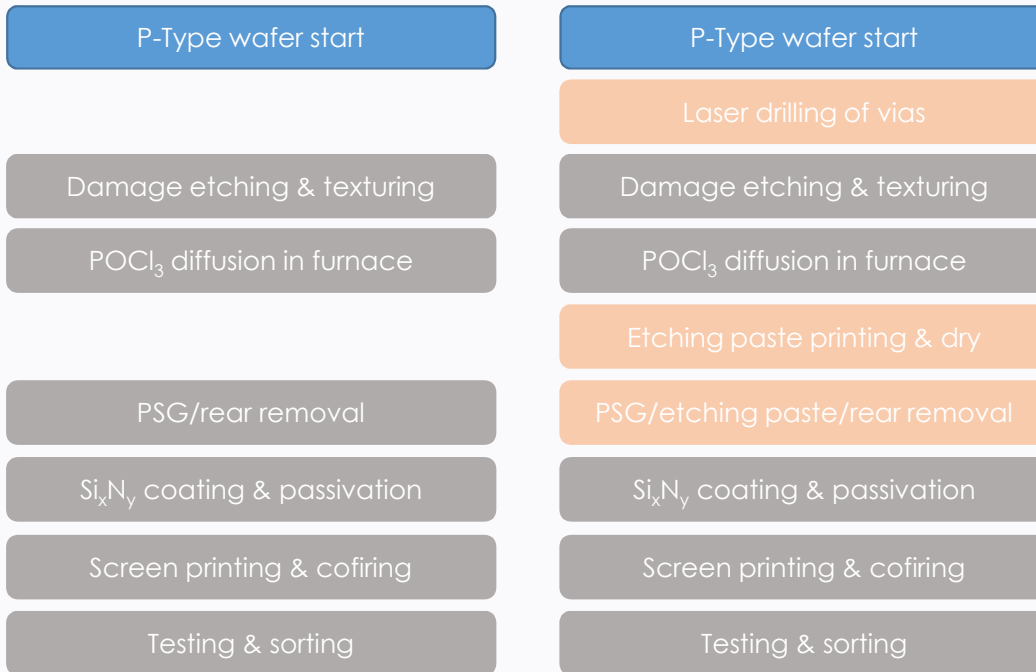 P-Type wafer start
Damage etching & texturing
POCl₃ diffusion in furnace
PSG/rear removal
SiₓNᵧ coating & passivation
Screen printing & cofiring
Testing & sorting
P-Type wafer start
Laser drilling of vias
Damage etching & texturing
POCl₃ diffusion in furnace
Etching paste printing & dry
PSG/etching paste/rear removal
SiₓNᵧ coating & passivation
Screen printing & cofiring
Testing & sorting